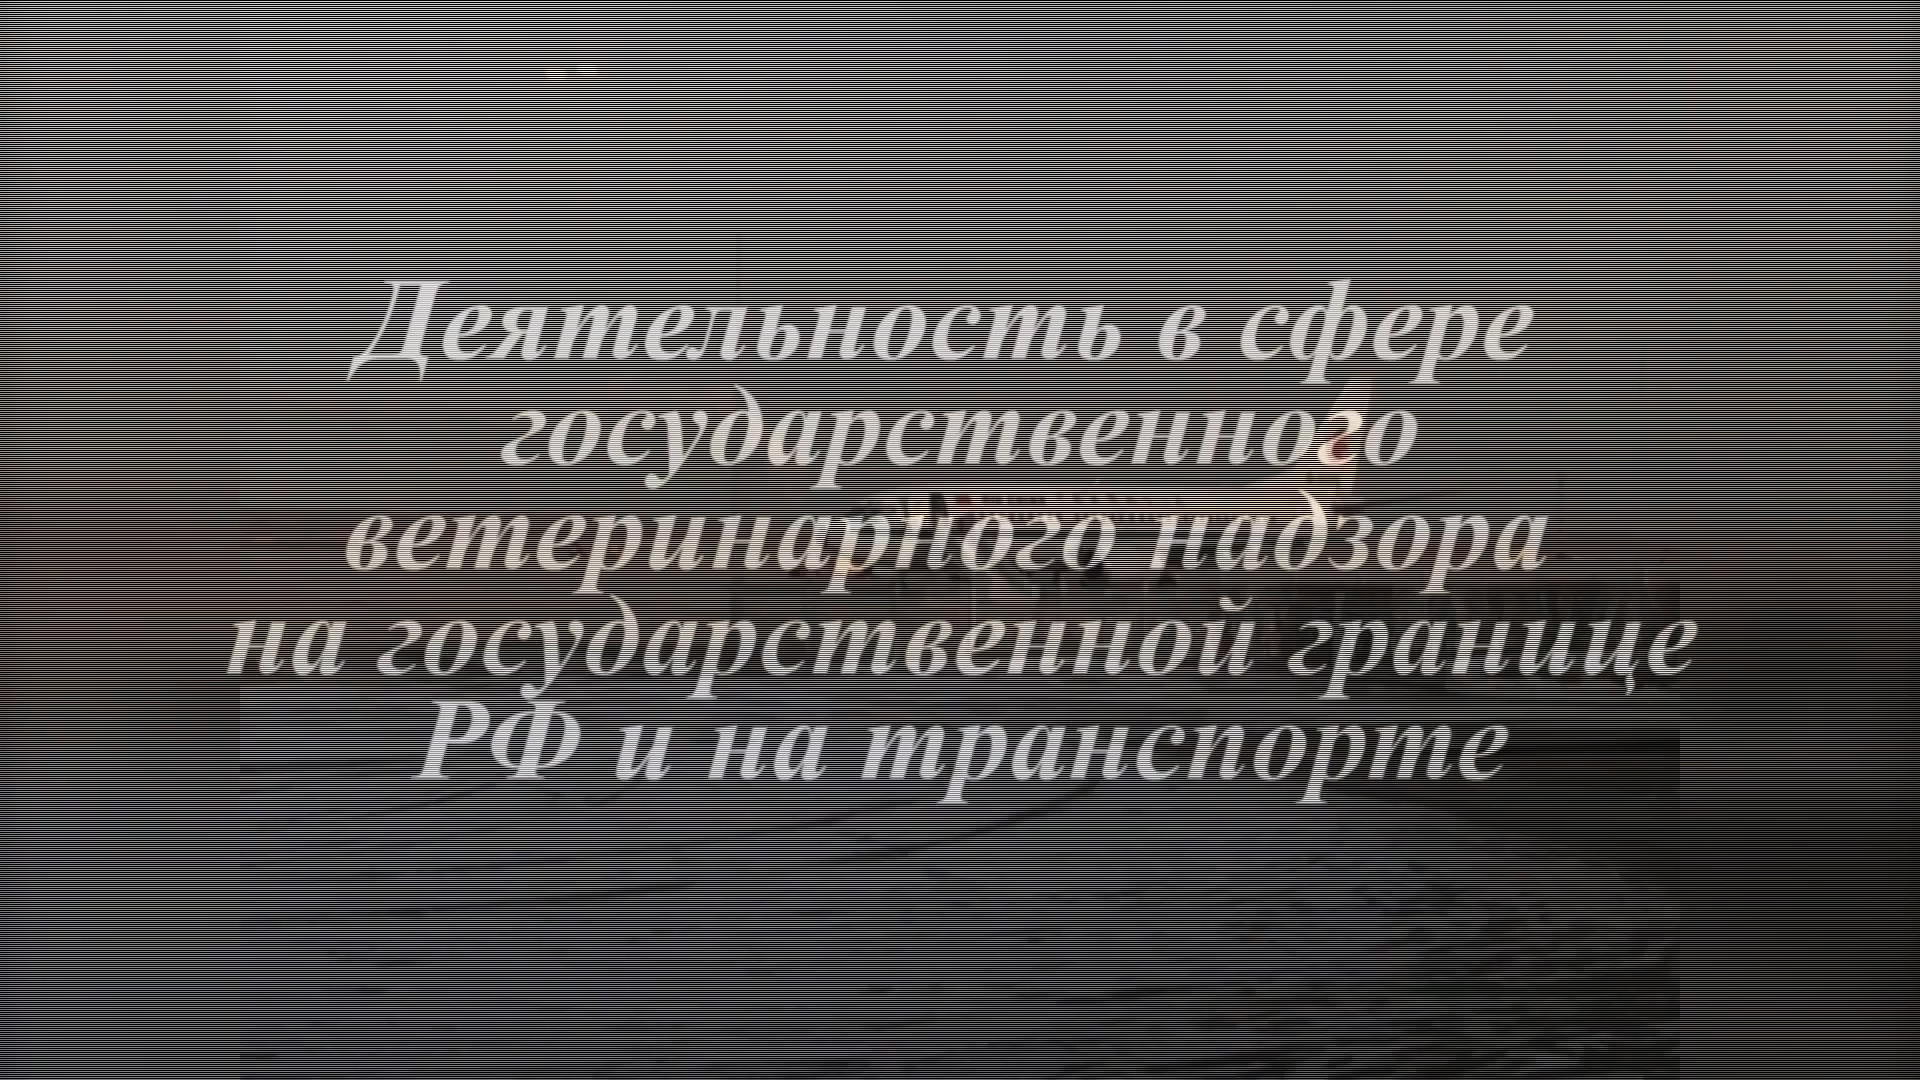 Деятельность в сфере
государственного
ветеринарного надзора
на государственной границе
РФ и на транспорте